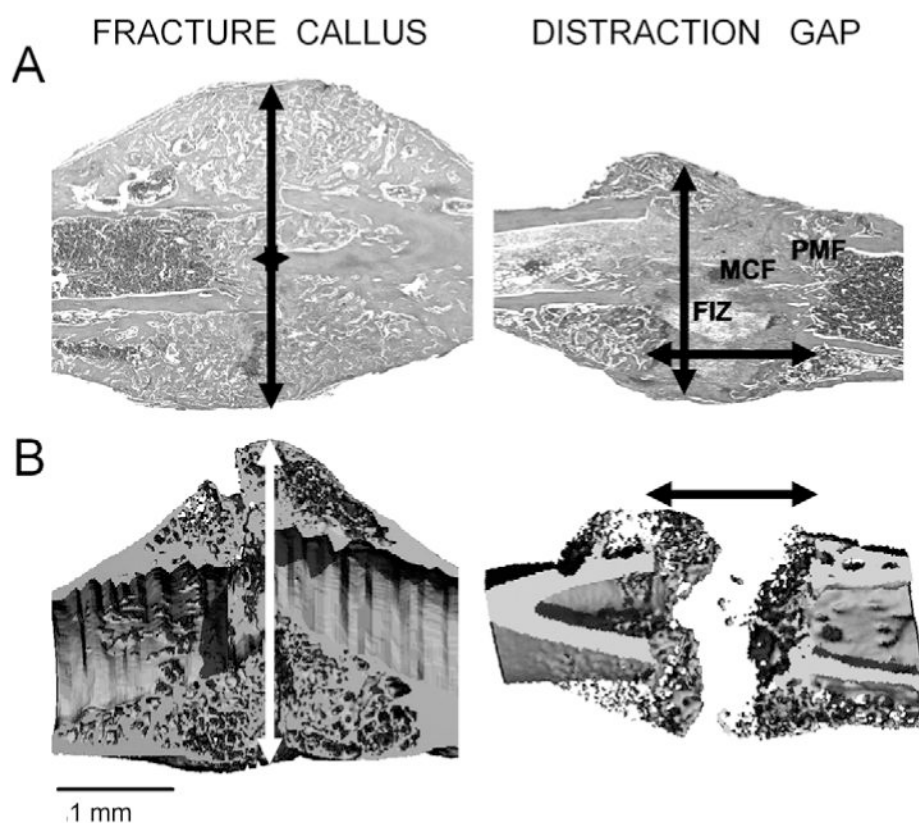 FRACTURE CALLUS
DISTRACTION GAP
A
PMF
MCF
FIZ
B
.1 mm